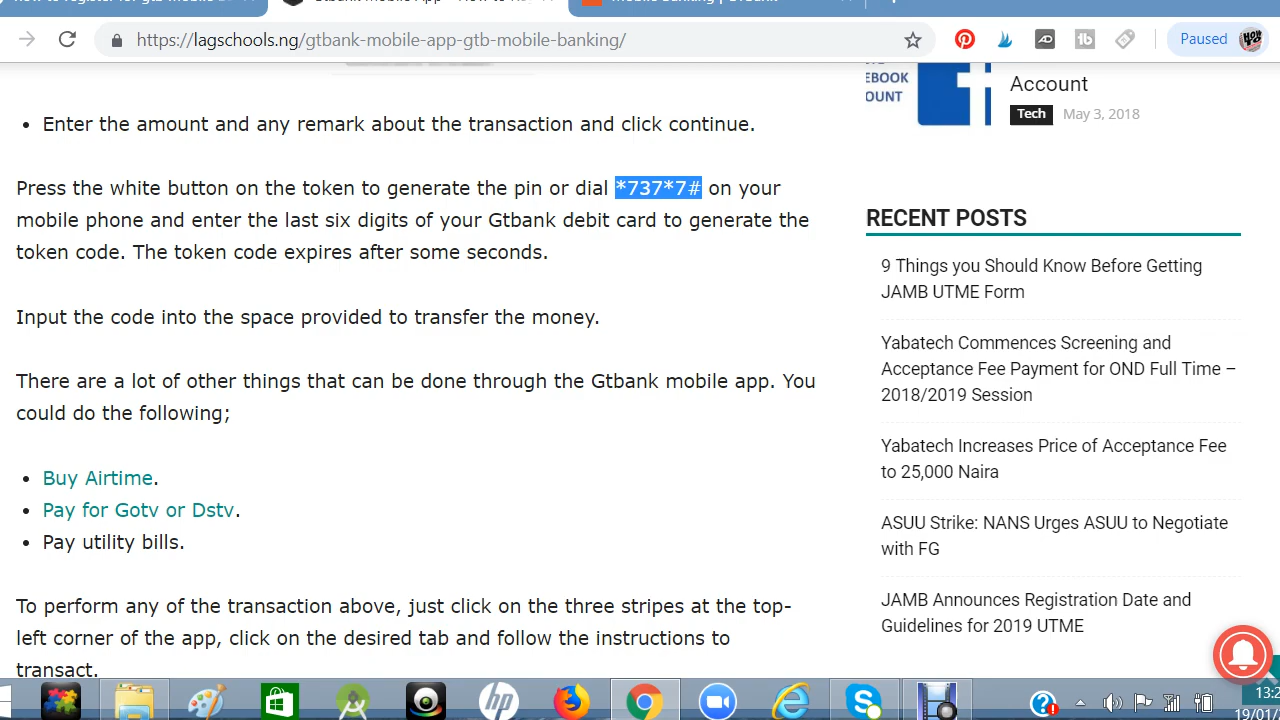 https://lagschools.ng/gtbank-mobile-app-gtb-mobile-banking/
Paused
• Enter the amount and any remark about the transaction and click continue.
Press the white button on the token to generate the pin or dial *737*7# on your
mobile phone and enter the last six digits of your Gtbank debit card to generate the
token code. The token code expires after some seconds.
Input the code into the space provided to transfer the money.
There are a lot of other things that can be done through the Gtbank mobile app. You
could do the following;
• Buy Airtime.
• Pay for Gotv or Dstv.
• Pay utility bills.
To perform any of the transaction above, just click on the three stripes at the top-
left corner of the app, click on the desired tab and follow the instructions to
transact.
Account
Tech May 3, 2018
RECENT POSTS
9 Things you Should Know Before Getting
JAMB UTME Form
Yabatech Commences Screening and
Acceptance Fee Payment for OND Full Time –
2018/2019 Session
Yabatech Increases Price of Acceptance Fee
to 25,000 Naira
ASUU Strike: NANS Urges ASUU to Negotiate
with FG
JAMB Announces Registration Date and
Guidelines for 2019 UTME
hp